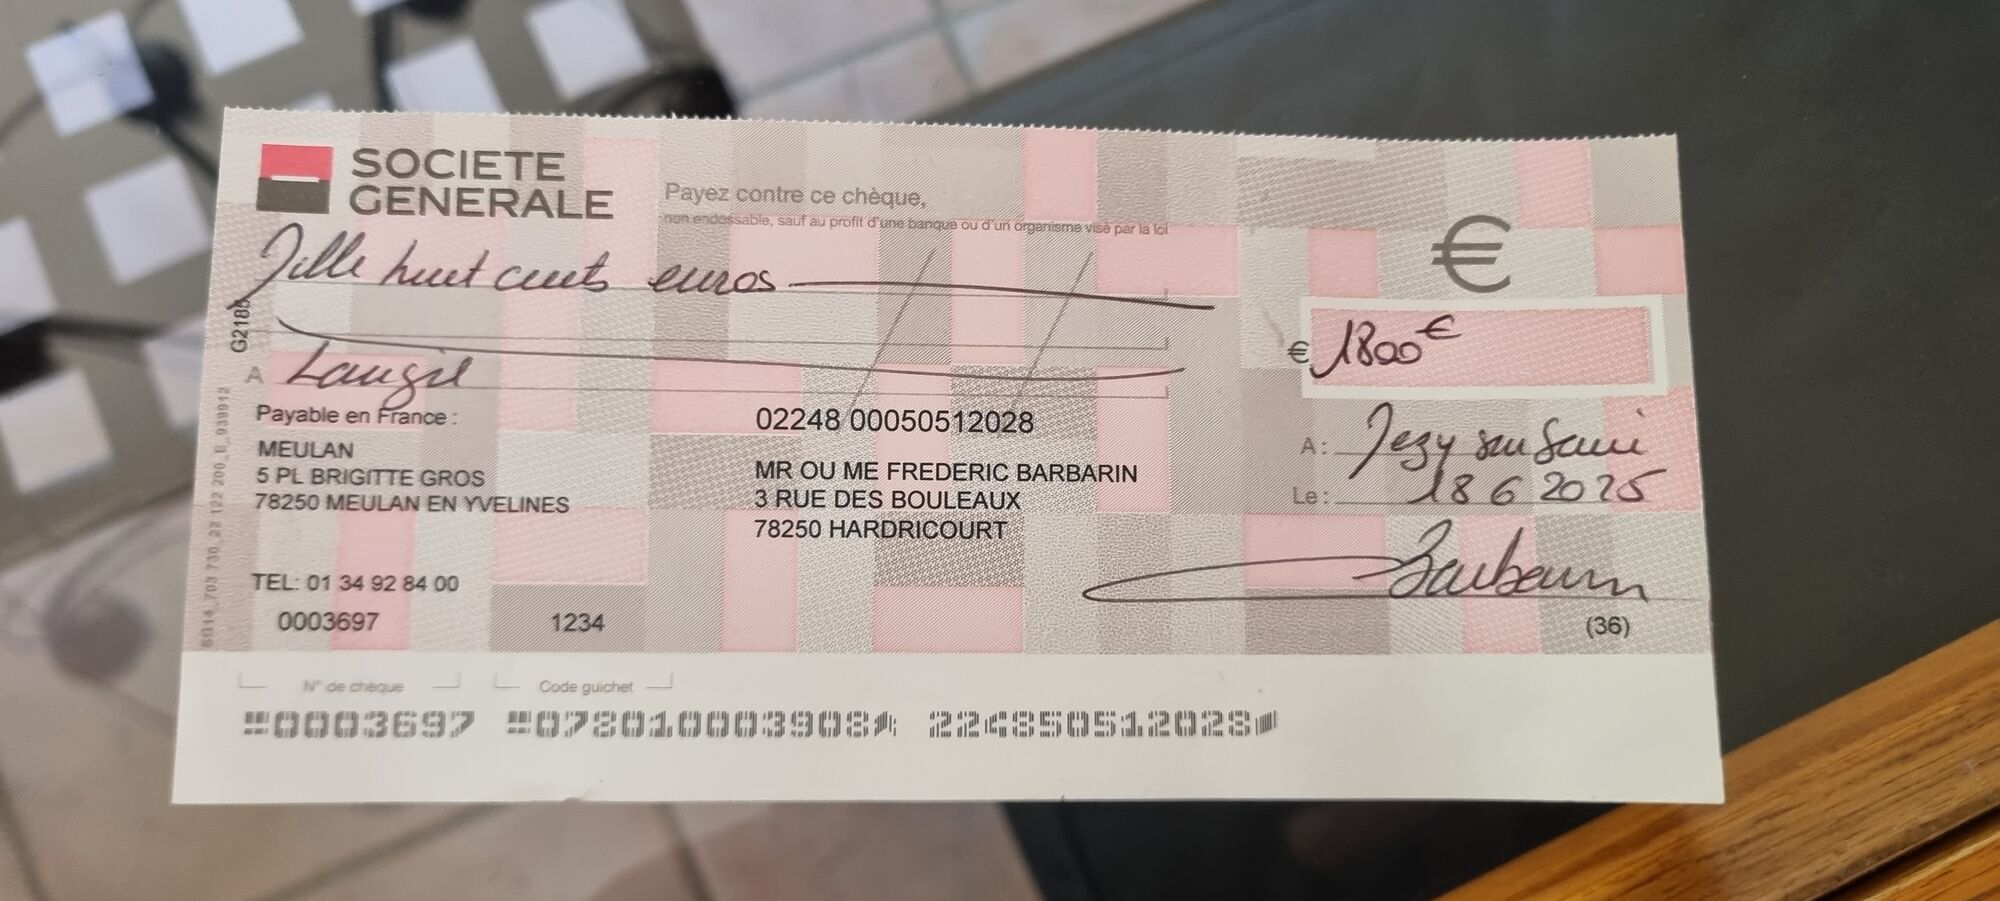 SOCIETE
GENERALE
Payez contre ce chèque,
non endossable, sauf au profit d'une banque ou d'un organisme visé par la loi
€
Mille huit cents euros
€ 1800€
G218
A
Payable en France :
02248 00050512028
MEULAN
5 PL BRIGITTE GROS
78250 MEULAN EN YVELINES
MR OU ME FREDERIC BARBARIN
3 RUE DES BOULEAUX
78250 HARDRICOURT
A : sur
Le : 18 6 2025
Barbarin
TEL: 01 34 92 84 00
0003697 1234 (36)
N° de chèque Code guichet
0003697 078010003908 224850512028